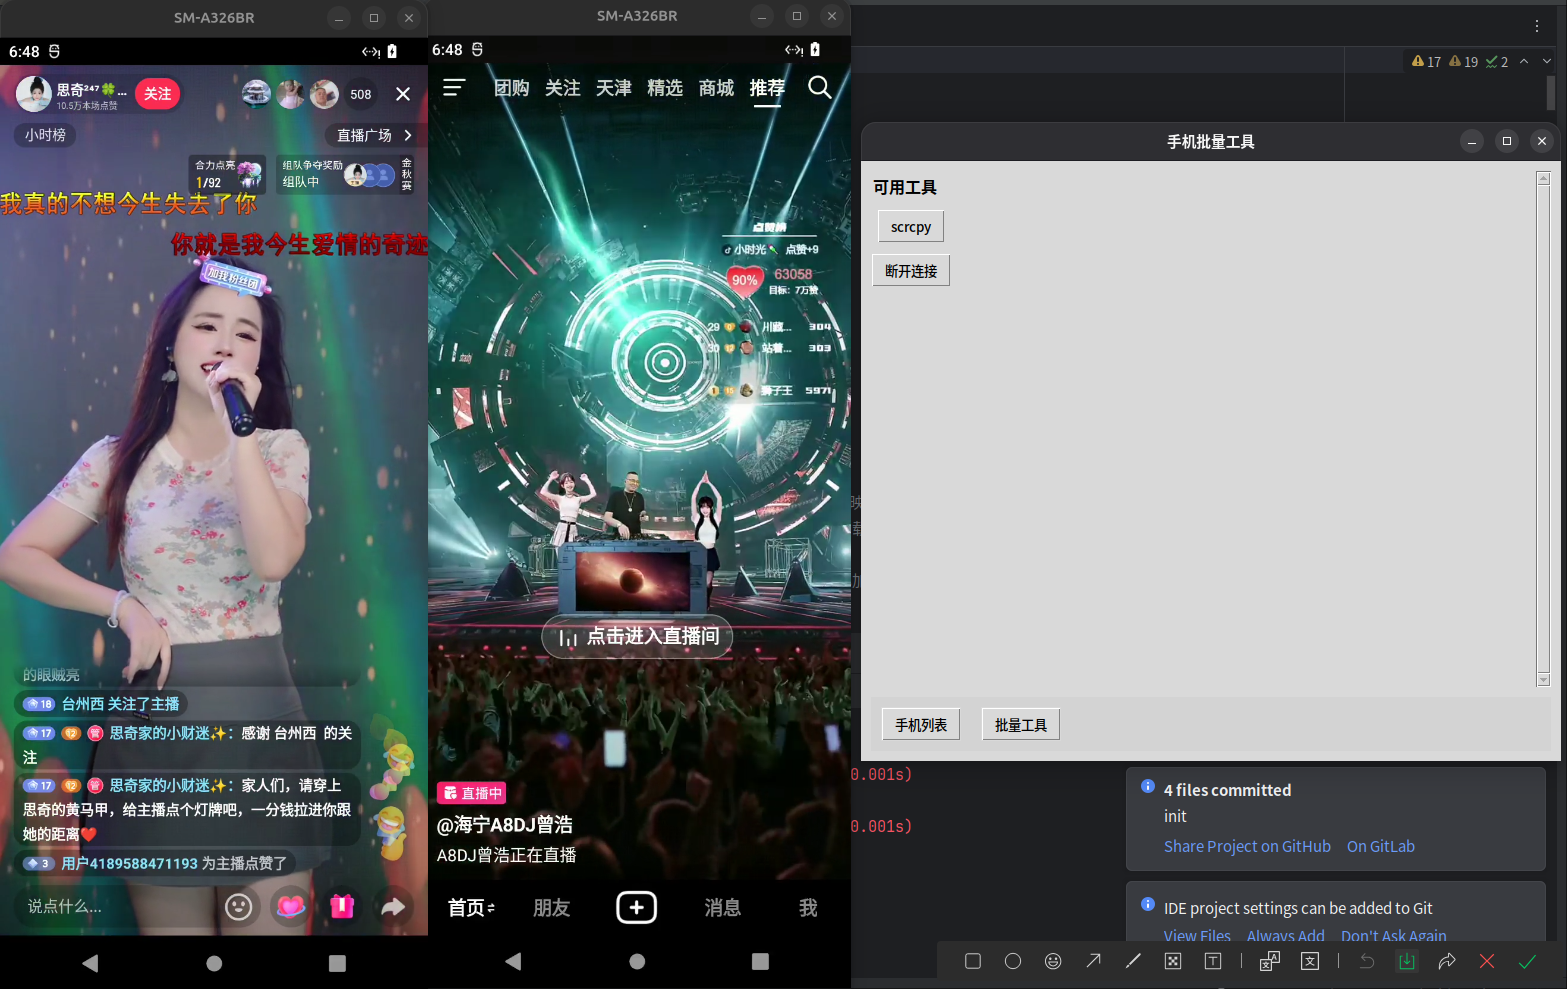 SM-A326BR
6:48
思奇²⁴⁷🍀...
10.5万本场点赞
关注
508
小时榜
直播广场
合力点亮
1/92
组队争夺奖励
组队中
金秋赛
我真的不想今生失去了你
你就是我今生爱情的奇迹
加我粉丝团
的眼贼亮
18 台州西 关注了主播
17 12 管 思奇家的小财迷✨：感谢 台州西 的关
注
17 12 管 思奇家的小财迷✨：家人们，请穿上
思奇的黄马甲，给主播点个灯牌吧，一分钱拉进你跟
她的距离❤️
3 用户4189588471193 为主播点赞了
说点什么...
SM-A326BR
6:48
团购 关注 天津 精选 商城 推荐
点赞榜
小时光 点赞+9
90%
63058
目标：7万赞
29 川藏... 304
30 站着... 303
狮子王 5971
点击进入直播间
直播中
@海宁A8DJ曾浩
A8DJ曾浩正在直播
首页 朋友 消息 我
17 19 2
手机批量工具
可用工具
scrcpy
断开连接
手机列表 批量工具
0.001s)
0.001s)
4 files committed
init
Share Project on GitHub On GitLab
IDE project settings can be added to Git
View Files Always Add Don't Ask Again